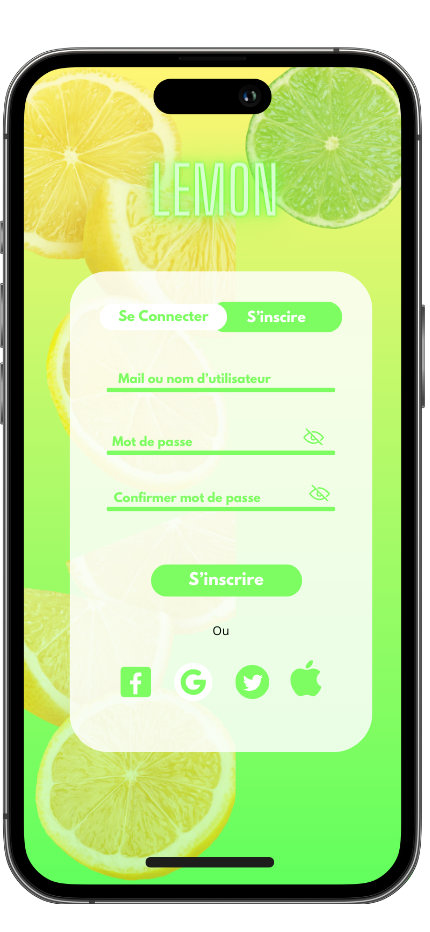 LEMON
Se Connecter S'inscire
Mail ou nom d'utilisateur
Mot de passe
Confirmer mot de passe
S'inscrire
Ou